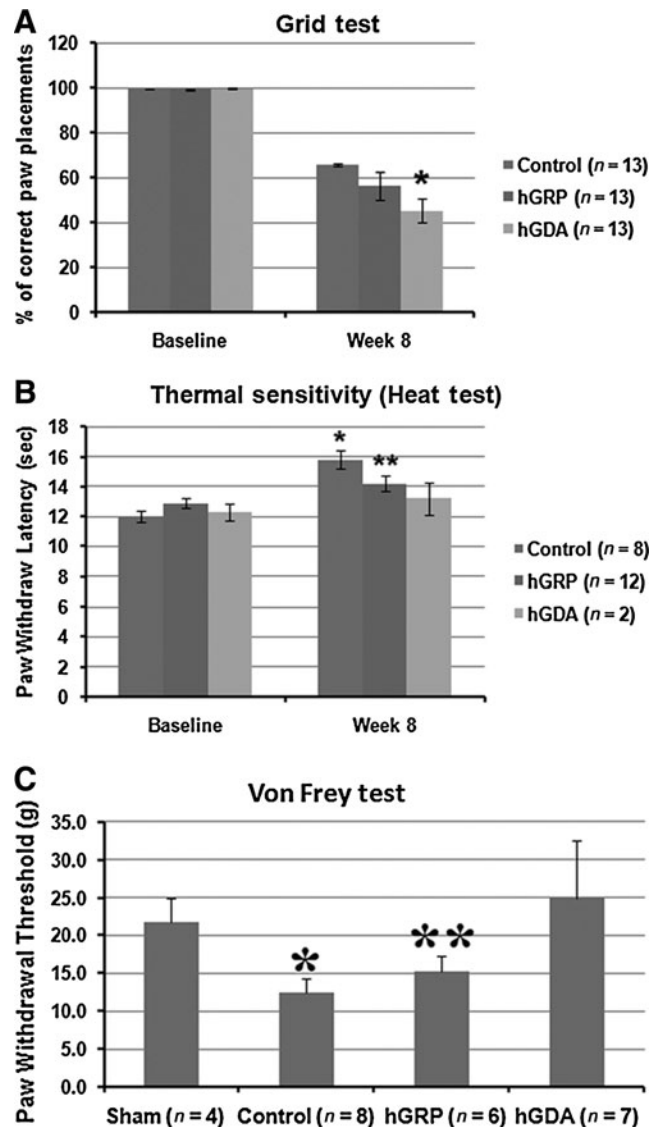 A
Grid test
% of correct paw placements
120
100
80
60
40
20
0
*
Baseline
Week 8
Control (n = 13)
hGRP (n = 13)
hGDA (n = 13)
B
Thermal sensitivity (Heat test)
Paw Withdraw Latency (sec)
18
16
14
12
10
8
6
4
2
0
*
**
Baseline
Week 8
Control (n = 8)
hGRP (n = 12)
hGDA (n = 2)
C
Von Frey test
Paw Withdrawal Threshold (g)
35.0
30.0
25.0
20.0
15.0
10.0
5.0
0.0
*
**
Sham (n = 4) Control (n = 8) hGRP (n = 6) hGDA (n = 7)